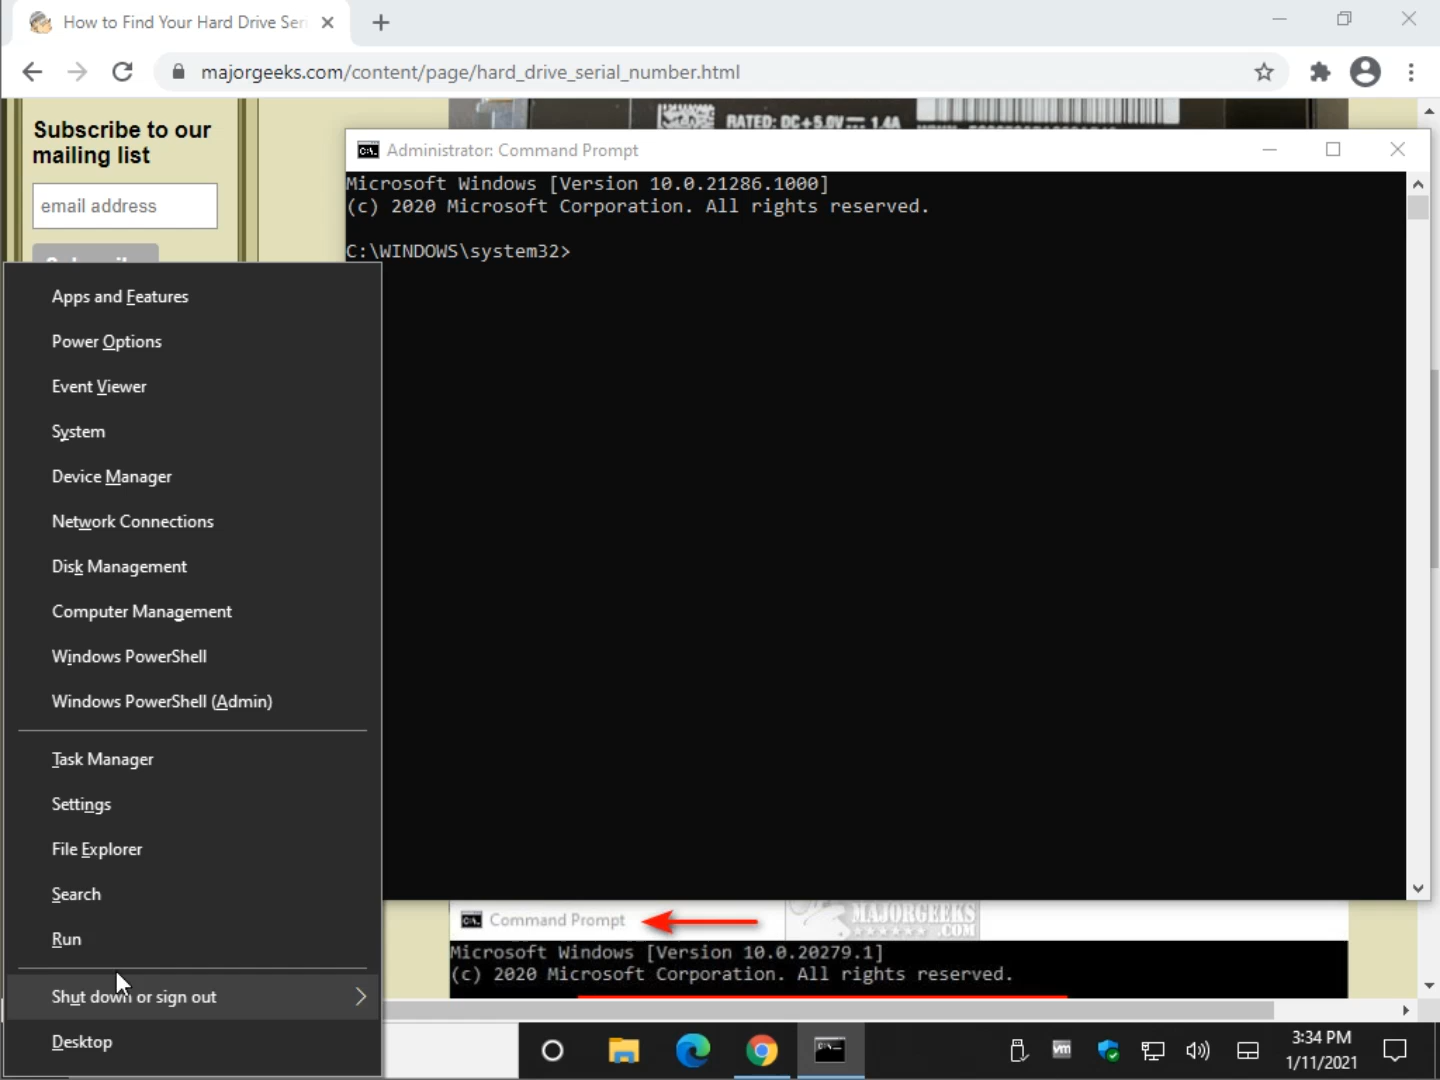 How to Find Your Hard Drive Seri
majorgeeks.com/content/page/hard_drive_serial_number.html
Subscribe to our
mailing list
email address
RATED: DC+5.0V 1.4A
Administrator: Command Prompt
Microsoft Windows [Version 10.0.21286.1000]
(c) 2020 Microsoft Corporation. All rights reserved.
C:\WINDOWS\system32>
Apps and Features
Power Options
Event Viewer
System
Device Manager
Network Connections
Disk Management
Computer Management
Windows PowerShell
Windows PowerShell (Admin)
Task Manager
Settings
File Explorer
Search
Run
Shut down or sign out
Desktop
Command Prompt
MAJORGEEKS
.COM
Microsoft Windows [Version 10.0.20279.1]
(c) 2020 Microsoft Corporation. All rights reserved.
vm
3:34 PM
1/11/2021